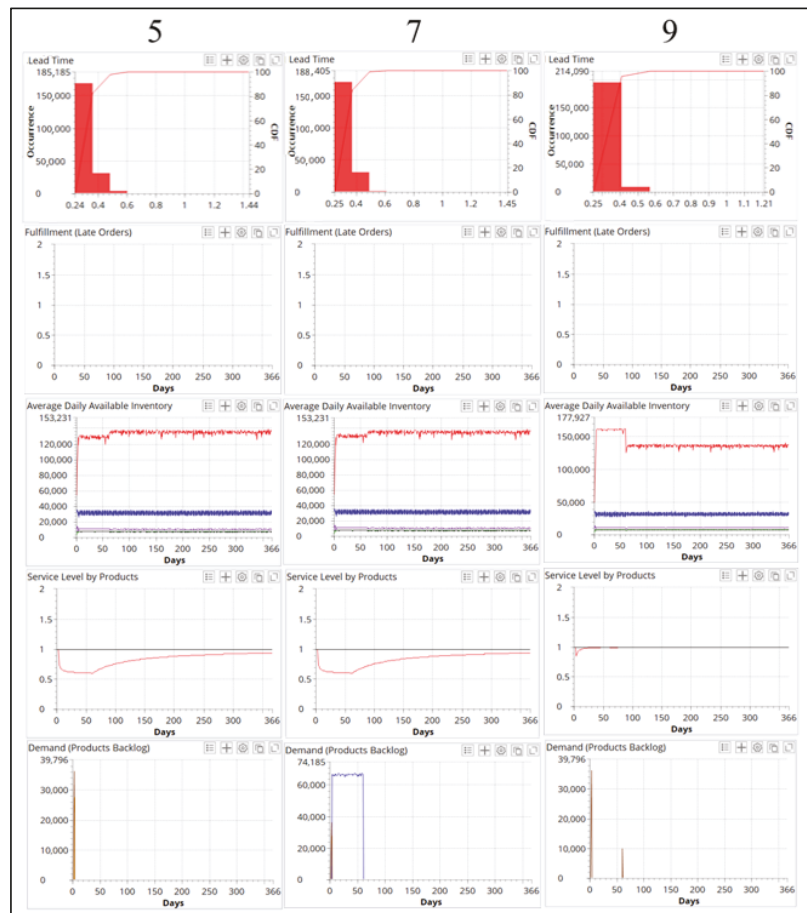 5 7 9
Lead Time Lead Time Lead Time
185,185 100 188,405 100 214,090 100
150,000 80 150,000 80 150,000 80
Occurrence 60 CDF Occurrence 60 CDF Occurrence 60 CDF
100,000 100,000 100,000
40 40 40
50,000 20 50,000 20 50,000 20
0 0 0 0 0 0
0.24 0.4 0.6 0.8 1 1.2 1.44 0.25 0.4 0.6 0.8 1 1.2 1.45 0.25 0.4 0.5 0.6 0.7 0.8 0.9 1 1.1 1.21
Fulfillment (Late Orders) Fulfillment (Late Orders) Fulfillment (Late Orders)
2 2 2
1.5 1.5 1.5
1 1 1
0.5 0.5 0.5
0 0 0
0 50 100 150 200 250 300 366 0 50 100 150 200 250 300 366 0 50 100 150 200 250 300 366
Days Days Days
Average Daily Available Inventory Average Daily Available Inventory Average Daily Available Inventory
153,231 153,231 177,927
120,000 120,000 150,000
100,000 100,000 100,000
80,000 80,000
60,000 60,000
40,000 40,000 50,000
20,000 20,000
0 0 0
0 50 100 150 200 250 300 366 0 50 100 150 200 250 300 366 0 50 100 150 200 250 300 366
Days Days Days
Service Level by Products Service Level by Products Service Level by Products
2 2 2
1.5 1.5 1.5
1 1 1
0.5 0.5 0.5
0 0 0
0 50 100 150 200 250 300 366 0 50 100 150 200 250 300 366 0 50 100 150 200 250 300 366
Days Days Days
Demand (Products Backlog) Demand (Products Backlog) Demand (Products Backlog)
39,796 74,185 39,796
30,000 60,000 30,000
20,000 40,000 20,000
10,000 20,000 10,000
0 0 0
0 50 100 150 200 250 300 366 0 50 100 150 200 250 300 366 0 50 100 150 200 250 300 366
Days Days Days